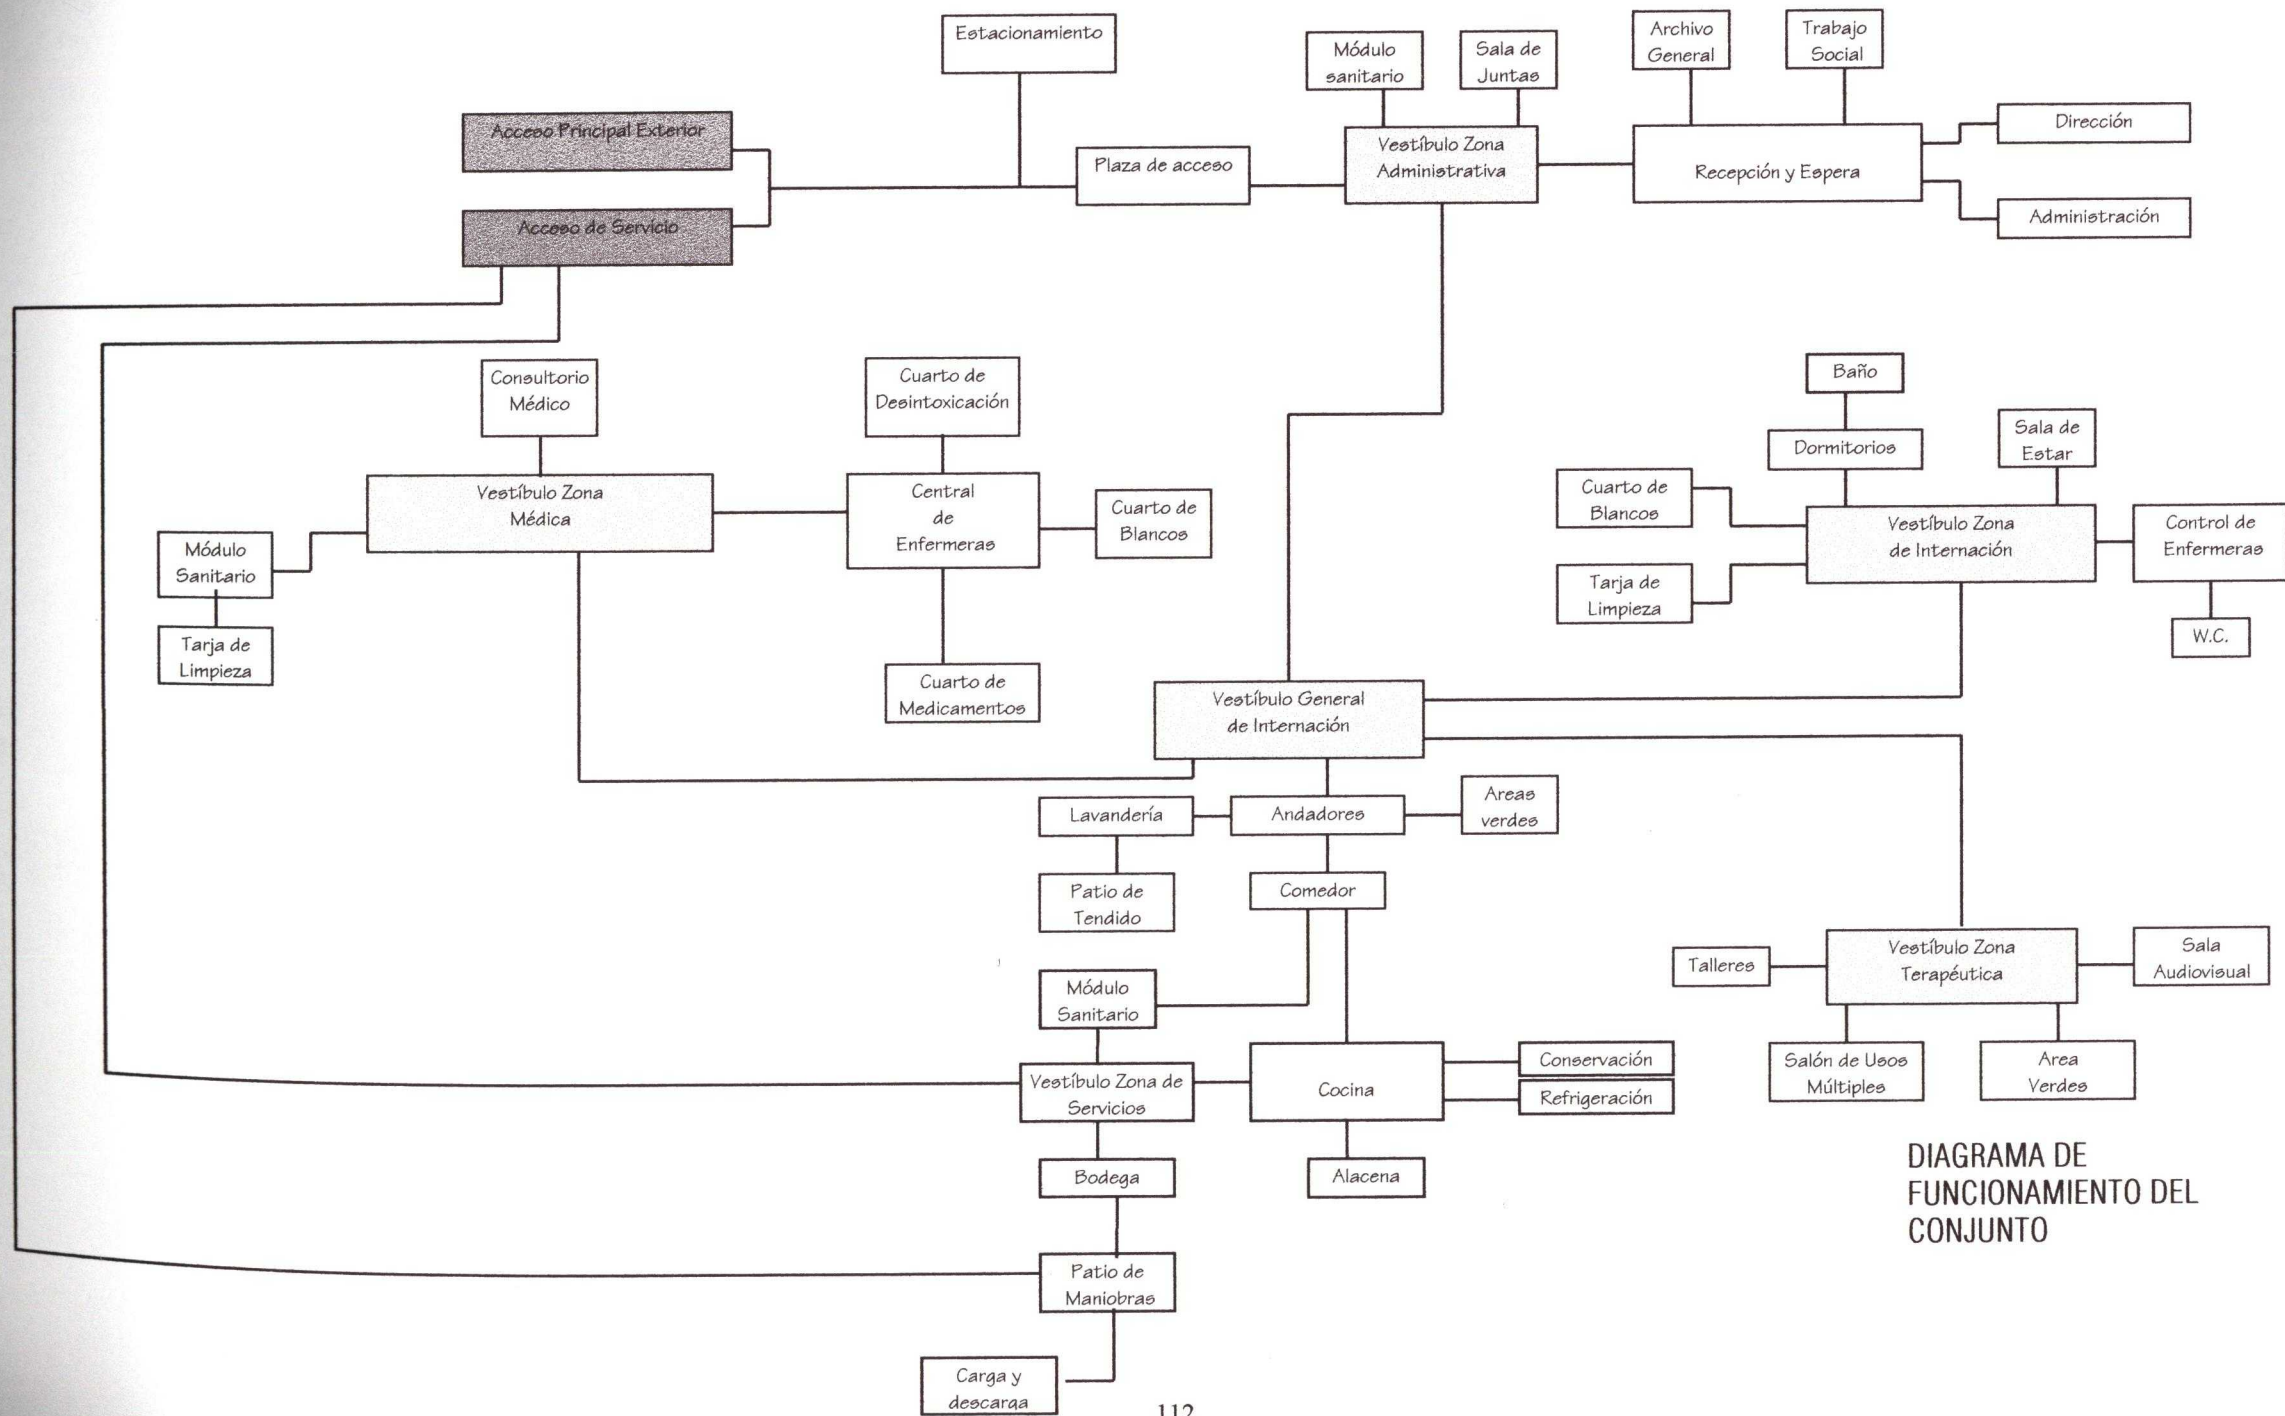 Estacionamiento
Módulo
sanitario
Sala de
Juntas
Archivo
General
Trabajo
Social
Acceso Principal Exterior
Acceso de Servicio
Plaza de acceso
Vestíbulo Zona
Administrativa
Recepción y Espera
Dirección
Administración
Consultorio
Médico
Cuarto de
Desintoxicación
Vestíbulo Zona
Médica
Central
de
Enfermeras
Cuarto de
Blancos
Módulo
Sanitario
Tarja de
Limpieza
Cuarto de
Medicamentos
Baño
Dormitorios
Sala de
Estar
Cuarto de
Blancos
Vestíbulo Zona
de Internación
Control de
Enfermeras
Tarja de
Limpieza
W.C.
Vestíbulo General
de Internación
Lavandería
Andadores
Areas
verdes
Patio de
Tendido
Comedor
Módulo
Sanitario
Vestíbulo Zona de
Servicios
Cocina
Conservación
Refrigeración
Bodega
Alacena
Patio de
Maniobras
Carga y
descarga
Talleres
Vestíbulo Zona
Terapéutica
Sala
Audiovisual
Salón de Usos
Múltiples
Area
Verdes
DIAGRAMA DE
FUNCIONAMIENTO DEL
CONJUNTO
112